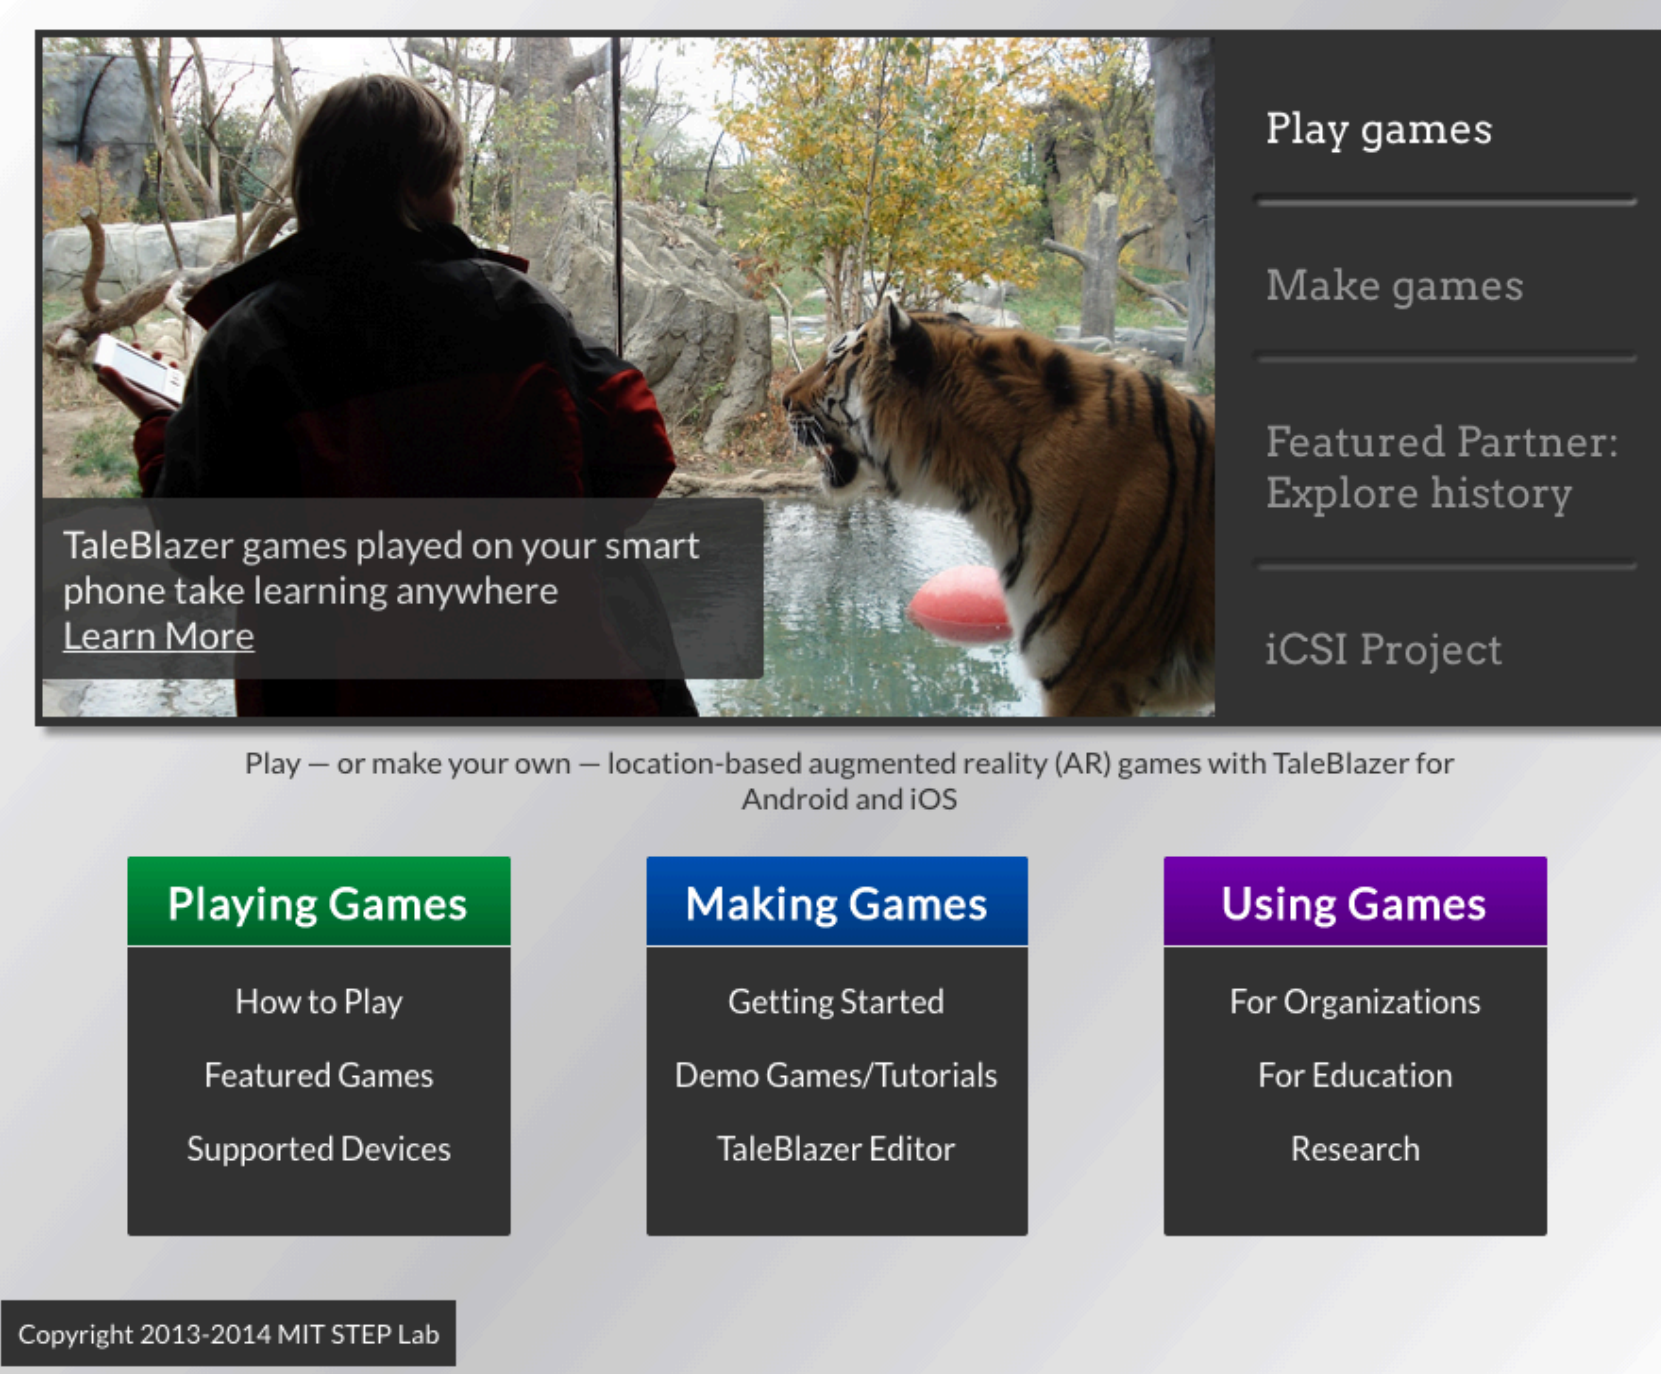 Play games
Make games
Featured Partner:
Explore history
iCSI Project
TaleBlazer games played on your smart
phone take learning anywhere
Learn More
Play — or make your own — location-based augmented reality (AR) games with TaleBlazer for
Android and iOS
Playing Games
How to Play
Featured Games
Supported Devices
Making Games
Getting Started
Demo Games/Tutorials
TaleBlazer Editor
Using Games
For Organizations
For Education
Research
Copyright 2013-2014 MIT STEP Lab